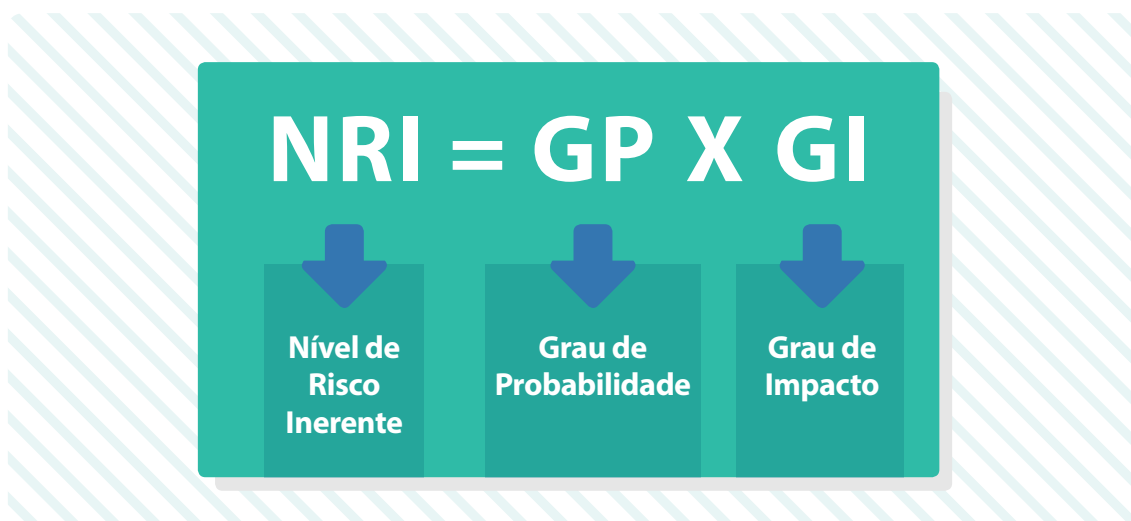 NRI = GP X GI
Nível de
Risco
Inerente
Grau de
Probabilidade
Grau de
Impacto